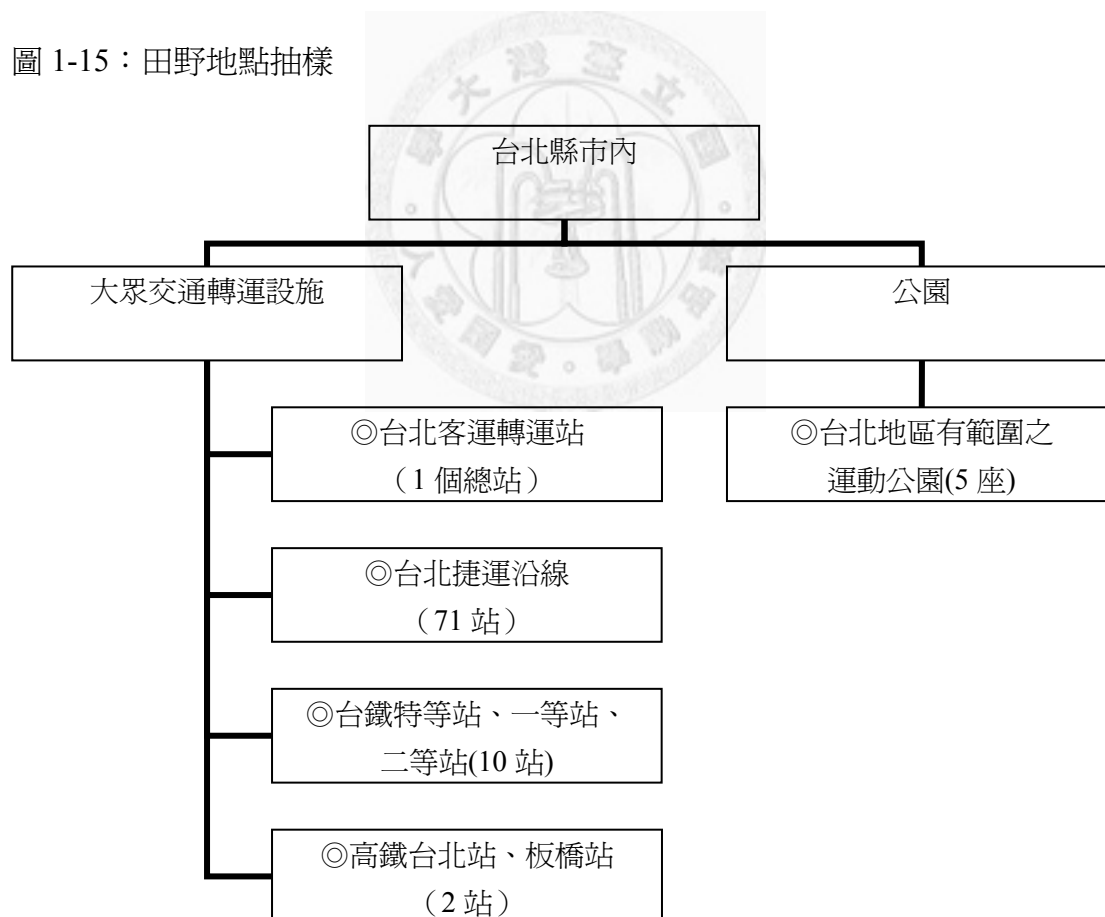 圖 1-15：田野地點抽樣
台北縣市內
大眾交通轉運設施
公園
◎台北客運轉運站
（1 個總站）
◎台北地區有範圍之
運動公園(5 座)
◎台北捷運沿線
（71 站）
◎台鐵特等站、一等站、
二等站(10 站)
◎高鐵台北站、板橋站
（2 站）